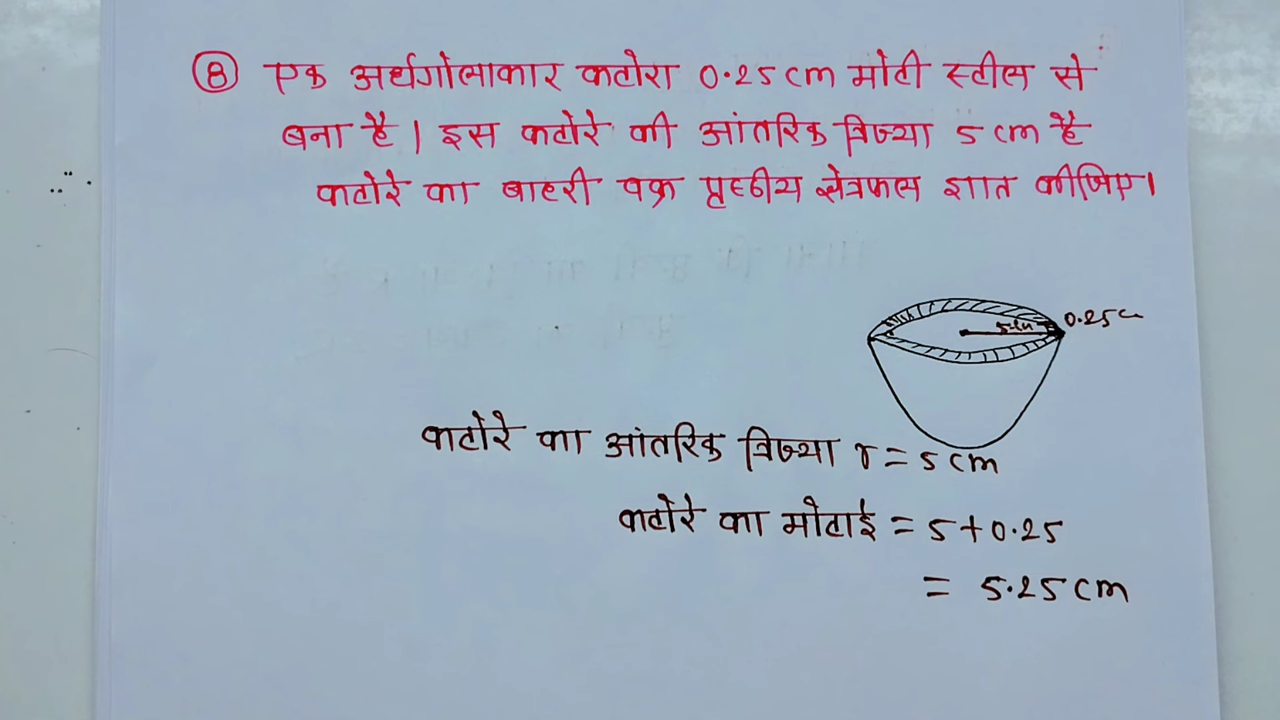 ⑧ एक अर्धगोलाकार कटोरा 0.25 cm मोटी स्टील से
बना है। इस कटोरे की आंतरिक त्रिज्या 5 cm है
कटोरे का बाहरी वक्र पृष्ठीय क्षेत्रफल ज्ञात कीजिए।
0.25 c
कटोरे का आंतरिक त्रिज्या r = 5 cm
कटोरे का मोटाई = 5 + 0.25
= 5.25 cm